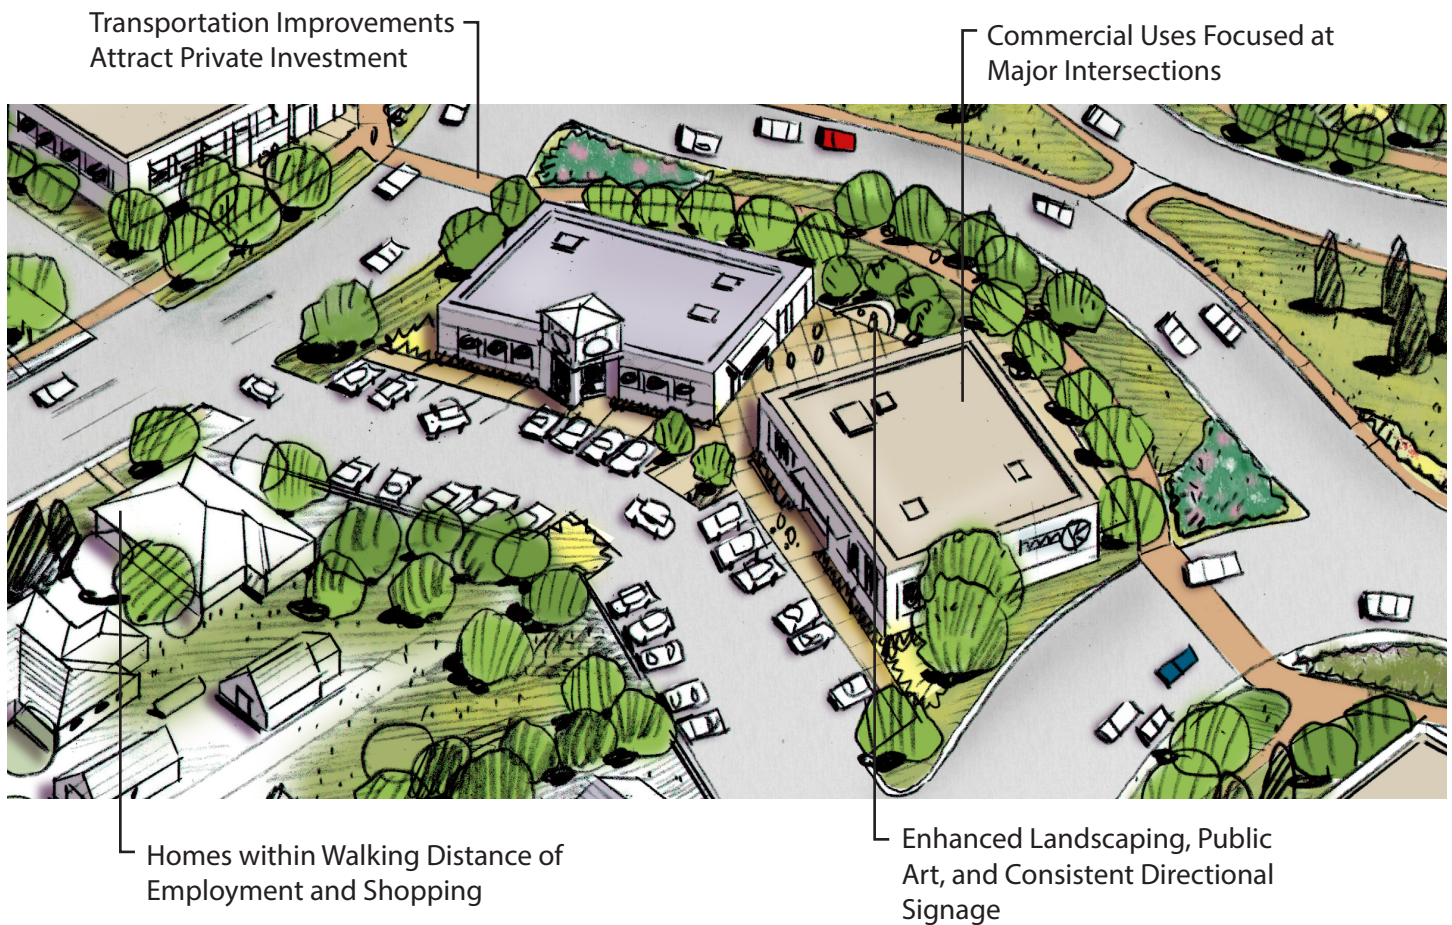 Transportation Improvements
Attract Private Investment
Commercial Uses Focused at
Major Intersections
Homes within Walking Distance of
Employment and Shopping
Enhanced Landscaping, Public
Art, and Consistent Directional
Signage